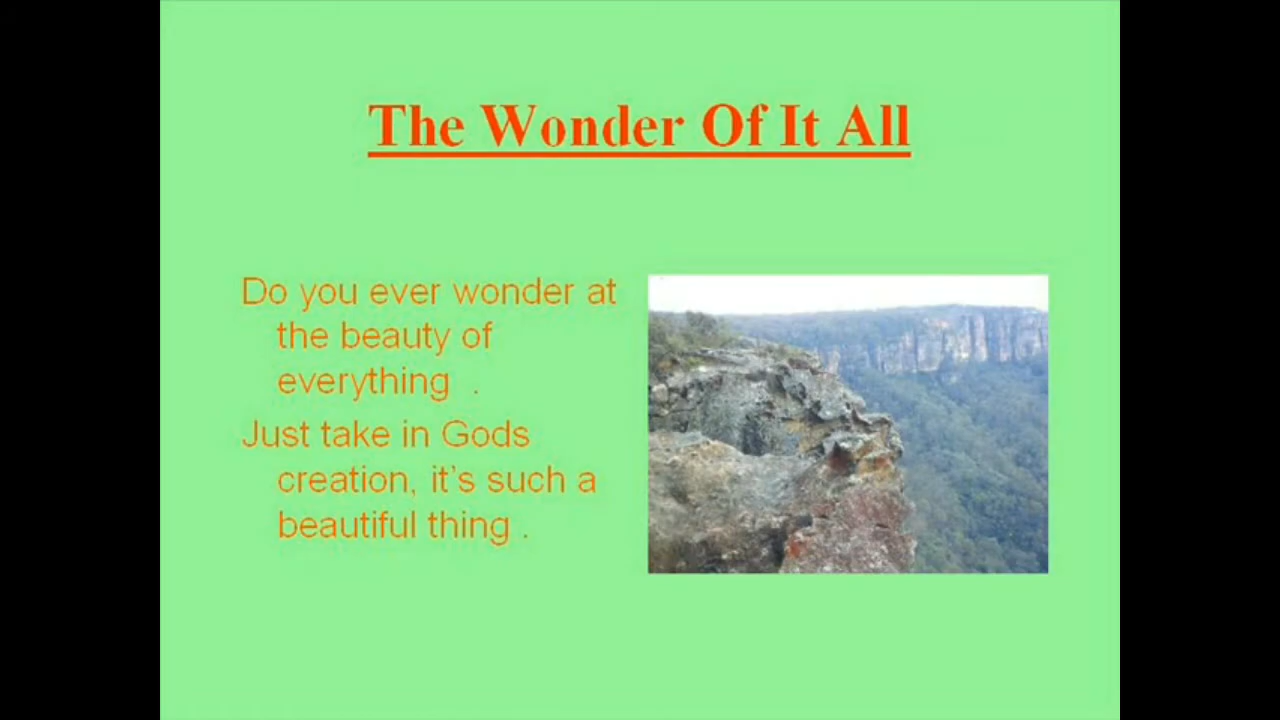 The Wonder Of It All
Do you ever wonder at
the beauty of
everything .
Just take in Gods
creation, it's such a
beautiful thing .